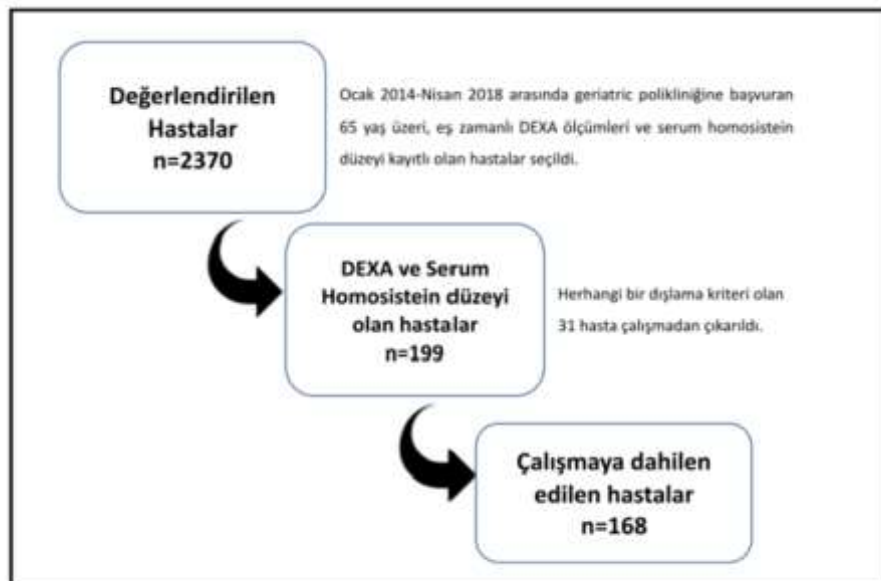 Değerlendirilen
Hastalar
n=2370
Ocak 2014-Nisan 2018 arasında geriatric polikliniğine başvuran
65 yaş üzeri, eş zamanlı DEXA ölçümleri ve serum homosistein
düzeyi kayıtlı olan hastalar seçildi.
DEXA ve Serum
Homosistein düzeyi
olan hastalar
n=199
Herhangi bir dışlama kriteri olan
31 hasta çalışmadan çıkarıldı.
Çalışmaya dahilen
edilen hastalar
n=168